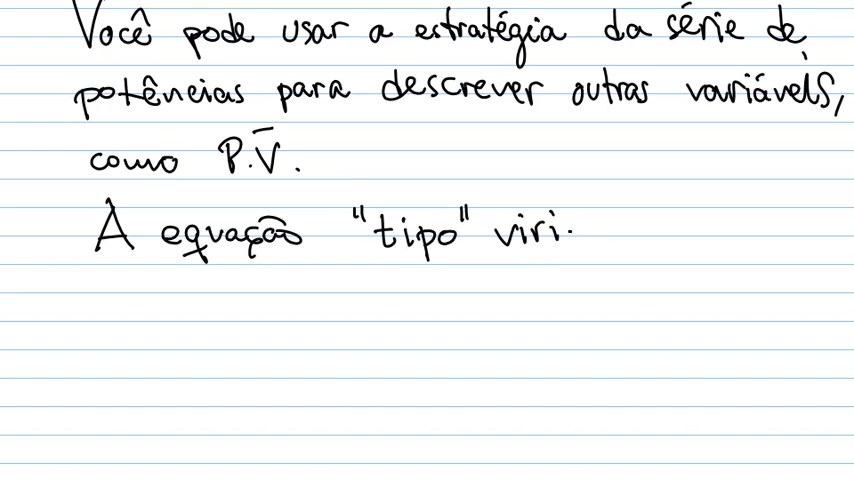 Você pode usar a estratégia da série de
potências para descrever outras variáveis,
como P.V̄.
A equação "tipo" viri.